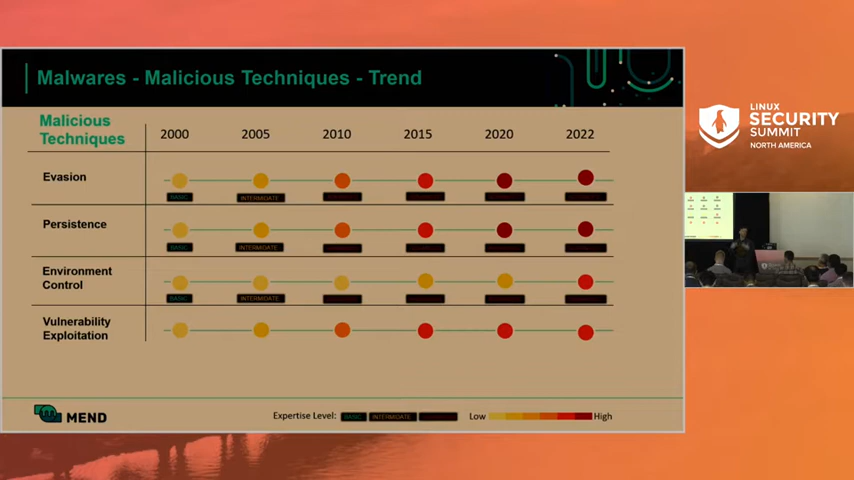 Malwares - Malicious Techniques - Trend
Malicious Techniques
2000 2005 2010 2015 2020 2022
Evasion
BASIC INTERMIDATE
Persistence
BASIC INTERMIDATE
Environment Control
BASIC INTERMIDATE
Vulnerability Exploitation
MEND
Expertise Level: BASIC INTERMIDATE
Low High
LINUX
SECURITY
SUMMIT
NORTH AMERICA